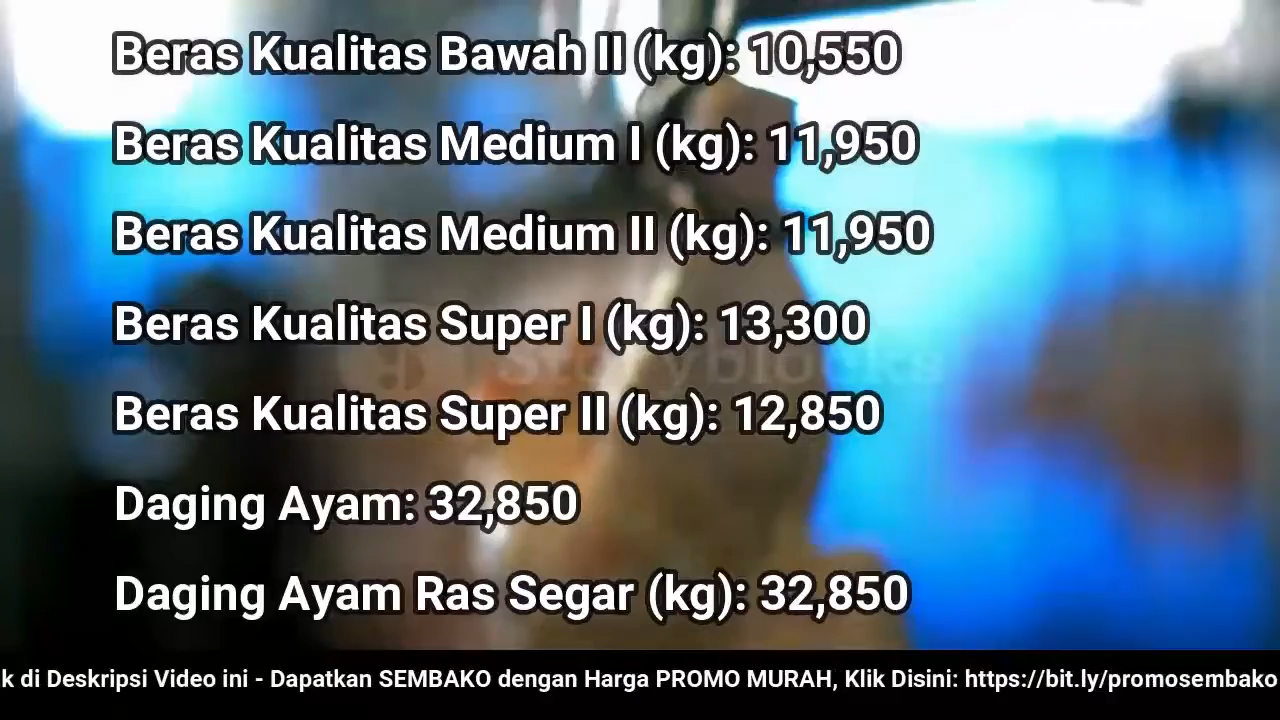 Beras Kualitas Bawah II (kg): 10,550
Beras Kualitas Medium I (kg): 11,950
Beras Kualitas Medium II (kg): 11,950
Beras Kualitas Super I (kg): 13,300
Storyblocks
Beras Kualitas Super II (kg): 12,850
Daging Ayam: 32,850
Daging Ayam Ras Segar (kg): 32,850
k di Deskripsi Video ini - Dapatkan SEMBAKO dengan Harga PROMO MURAH, Klik Disini: https://bit.ly/promosembako